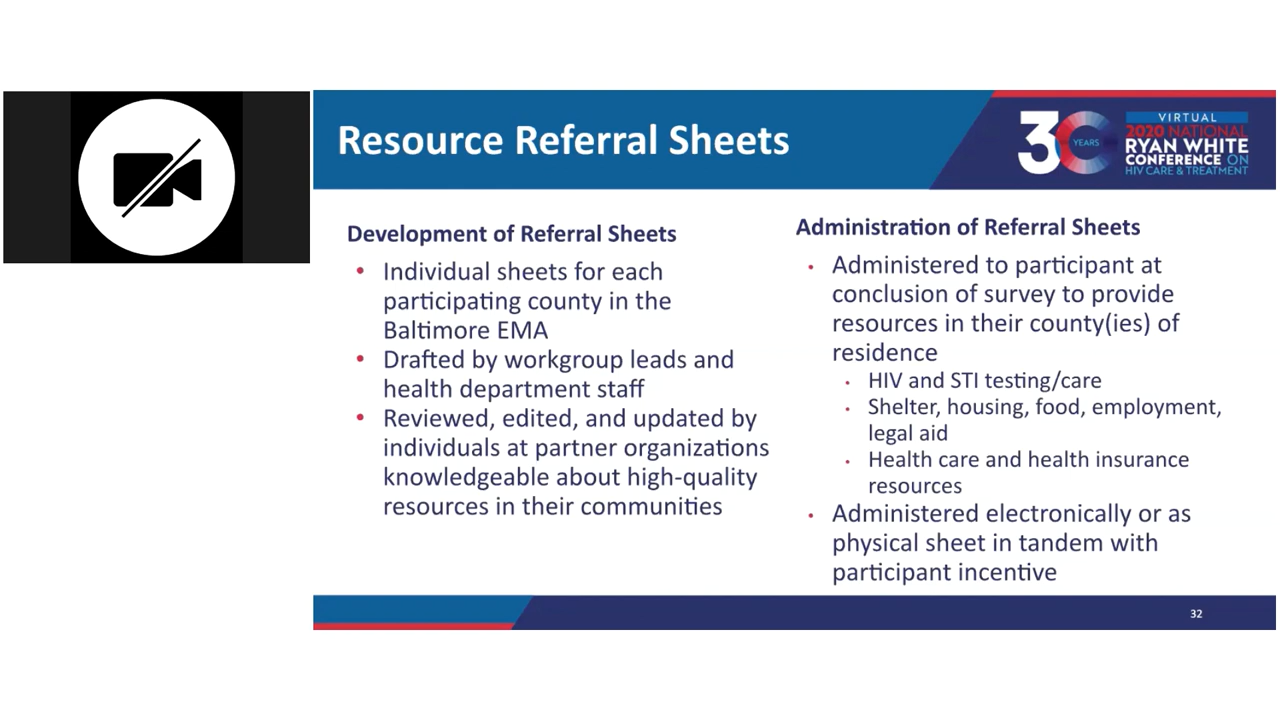 Resource Referral Sheets
30
YEARS
VIRTUAL
2020 NATIONAL
RYAN WHITE
CONFERENCE ON
HIV CARE & TREATMENT
Development of Referral Sheets
• Individual sheets for each
participating county in the
Baltimore EMA
• Drafted by workgroup leads and
health department staff
• Reviewed, edited, and updated by
individuals at partner organizations
knowledgeable about high-quality
resources in their communities
Administration of Referral Sheets
• Administered to participant at
conclusion of survey to provide
resources in their county(ies) of
residence
• HIV and STI testing/care
• Shelter, housing, food, employment,
legal aid
• Health care and health insurance
resources
• Administered electronically or as
physical sheet in tandem with
participant incentive
32